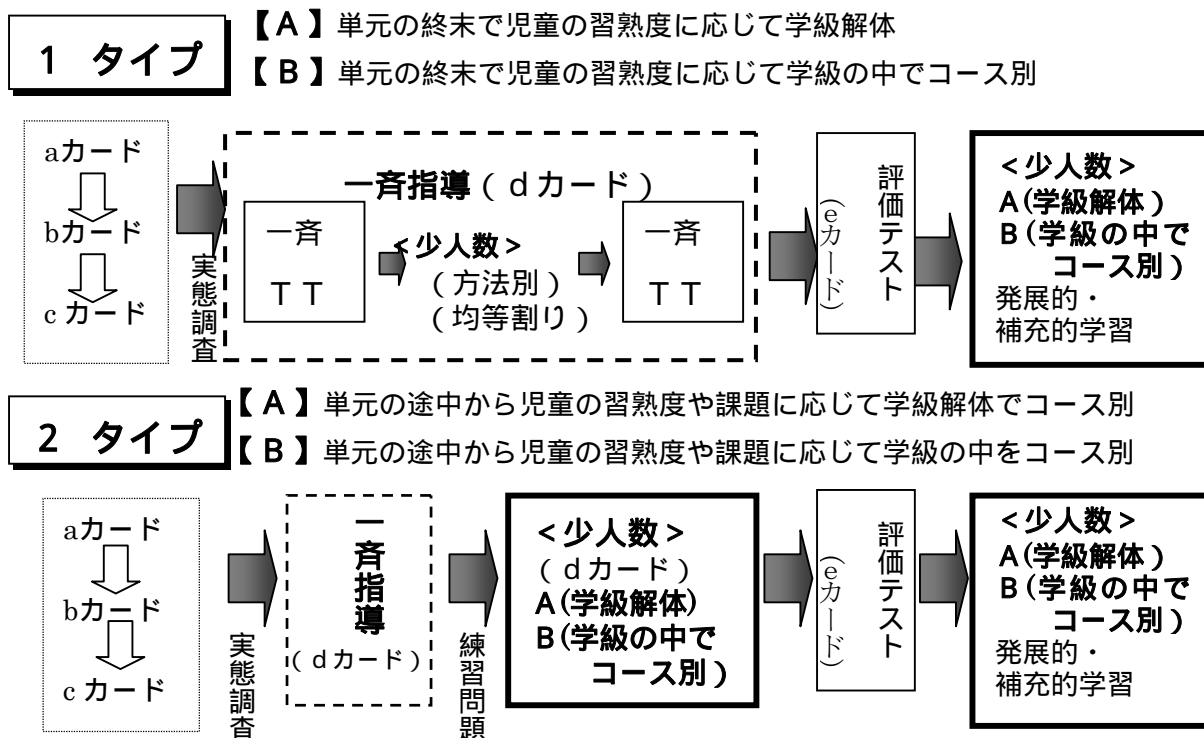 １ タイプ
【Ａ】単元の終末で児童の習熟度に応じて学級解体
【Ｂ】単元の終末で児童の習熟度に応じて学級の中でコース別
aカード
bカード
cカード
実態調査
一斉指導（ｄカード）
一斉
ＴＴ
＜少人数＞
（方法別）
（均等割り）
一斉
ＴＴ
評価テスト
（eカード）
＜少人数＞
A(学級解体）
B（学級の中で
コース別）
発展的・
補充的学習
２ タイプ
【Ａ】単元の途中から児童の習熟度や課題に応じて学級解体でコース別
【Ｂ】単元の途中から児童の習熟度や課題に応じて学級の中をコース別
aカード
bカード
cカード
実態調査
一斉指導
（ｄカード）
練習問題
＜少人数＞
（ｄカード）
A(学級解体)
B（学級の中で
コース別）
評価テスト
（eカード）
＜少人数＞
A(学級解体）
B（学級の中で
コース別）
発展的・
補充的学習